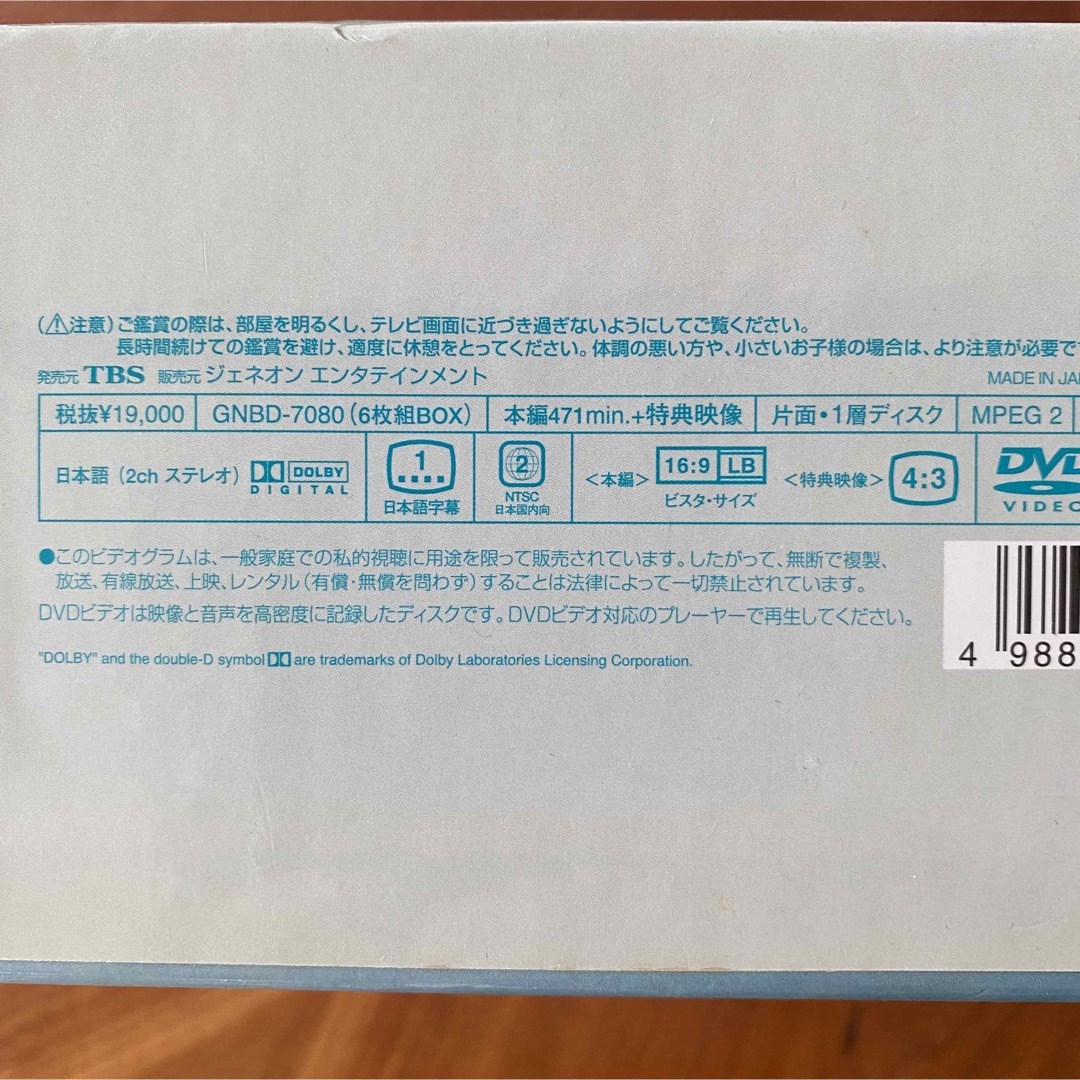 (⚠注意)ご鑑賞の際は、部屋を明るくし、テレビ画面に近づき過ぎないようにしてご覧ください。
長時間続けての鑑賞を避け、適度に休憩をとってください。体調の悪い方や、小さいお子様の場合は、より注意が必要で
発売元 TBS 販売元 ジェネオン エンタテインメント MADE IN JA
税抜¥19,000 GNBD-7080(6枚組BOX) 本編471min.+特典映像 片面・1層ディスク MPEG 2
日本語(2ch ステレオ) DOLBY DIGITAL 1 日本語字幕 2 NTSC 日本国内向 <本編> 16:9 LB ビスタ・サイズ <特典映像> 4:3 DVD VIDEO
●このビデオグラムは、一般家庭での私的視聴に用途を限って販売されています。したがって、無断で複製、
放送、有線放送、上映、レンタル(有償・無償を問わず)することは法律によって一切禁止されています。
DVDビデオは映像と音声を高密度に記録したディスクです。DVDビデオ対応のプレーヤーで再生してください。
"DOLBY" and the double-D symbol are trademarks of Dolby Laboratories Licensing Corporation.
4 988